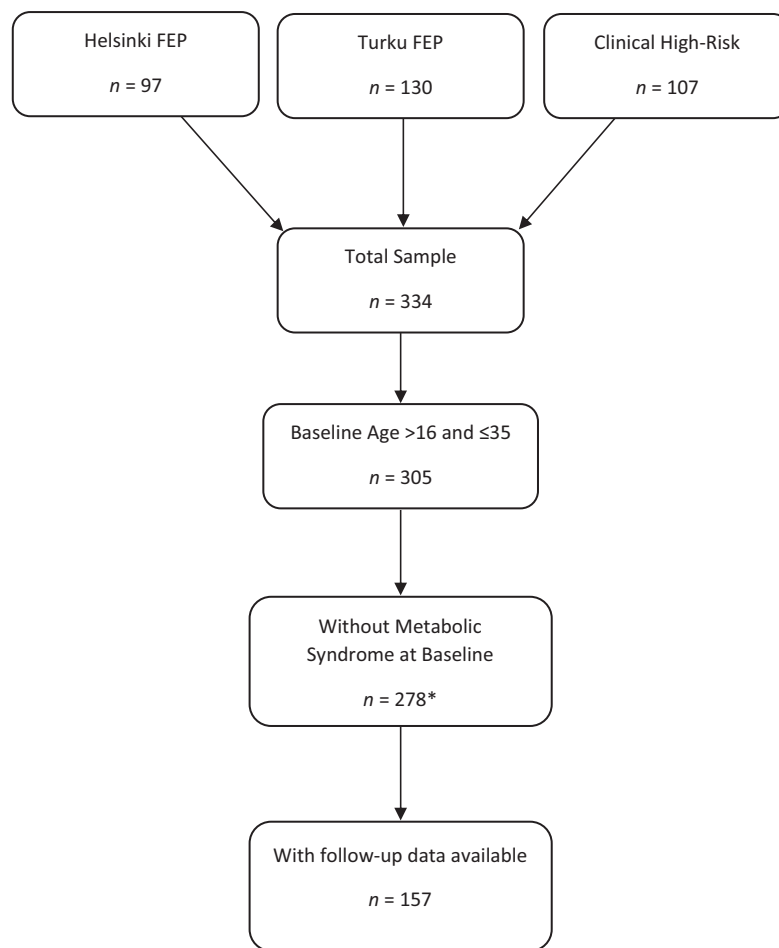 Helsinki FEP
n = 97
Turku FEP
n = 130
Clinical High-Risk
n = 107
Total Sample
n = 334
Baseline Age >16 and ≤35
n = 305
Without Metabolic
Syndrome at Baseline
n = 278*
With follow-up data available
n = 157